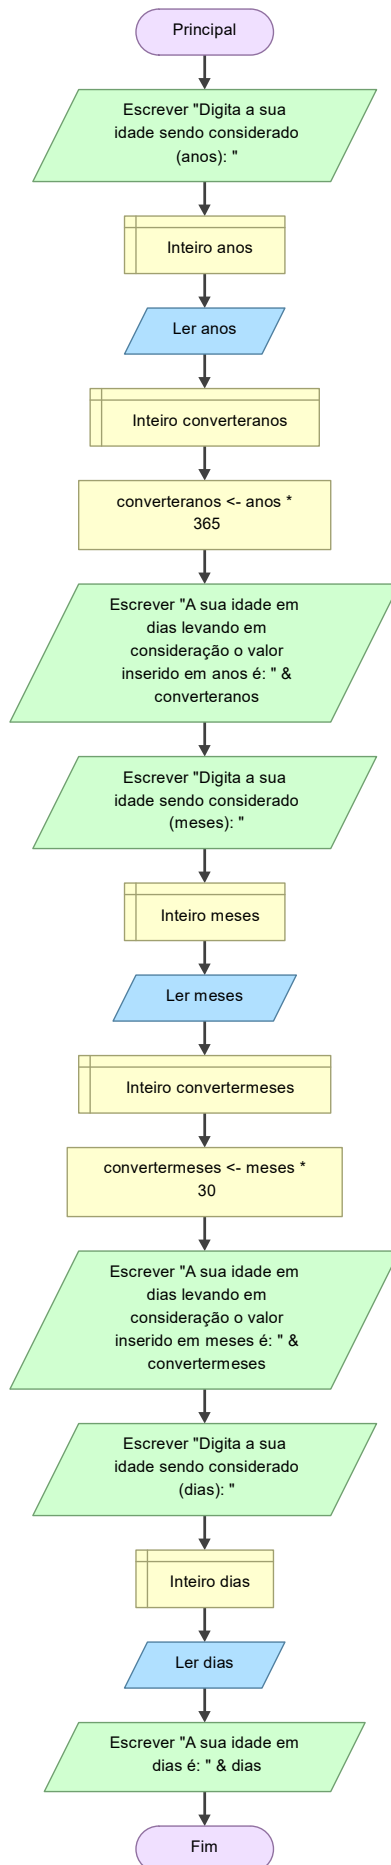 Principal
Escrever "Digita a sua
idade sendo considerado
(anos): "
Inteiro anos
Ler anos
Inteiro converteranos
converteranos <- anos *
365
Escrever "A sua idade em
dias levando em
consideração o valor
inserido em anos é: " &
converteranos
Escrever "Digita a sua
idade sendo considerado
(meses): "
Inteiro meses
Ler meses
Inteiro convertermeses
convertermeses <- meses *
30
Escrever "A sua idade em
dias levando em
consideração o valor
inserido em meses é: " &
convertermeses
Escrever "Digita a sua
idade sendo considerado
(dias): "
Inteiro dias
Ler dias
Escrever "A sua idade em
dias é: " & dias
Fim